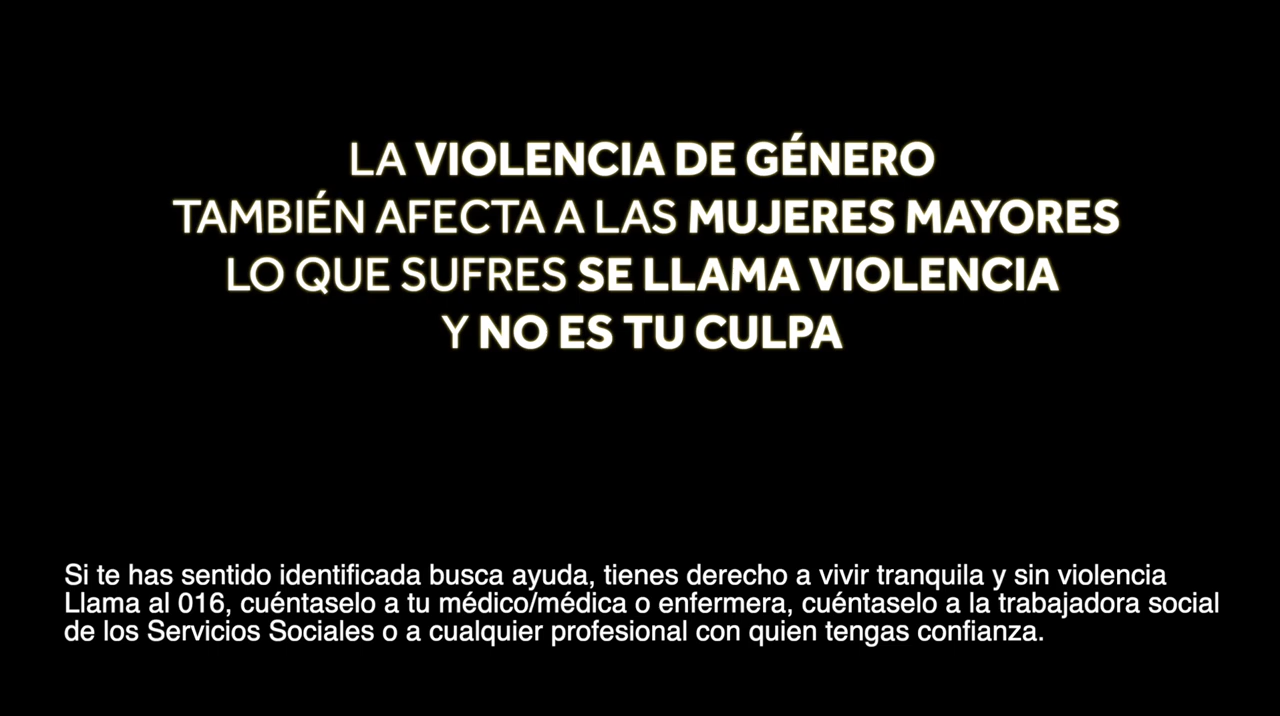 LA VIOLENCIA DE GÉNERO
TAMBIÉN AFECTA A LAS MUJERES MAYORES
LO QUE SUFRES SE LLAMA VIOLENCIA
Y NO ES TU CULPA
Si te has sentido identificada busca ayuda, tienes derecho a vivir tranquila y sin violencia
Llama al 016, cuéntaselo a tu médico/médica o enfermera, cuéntaselo a la trabajadora social
de los Servicios Sociales o a cualquier profesional con quien tengas confianza.